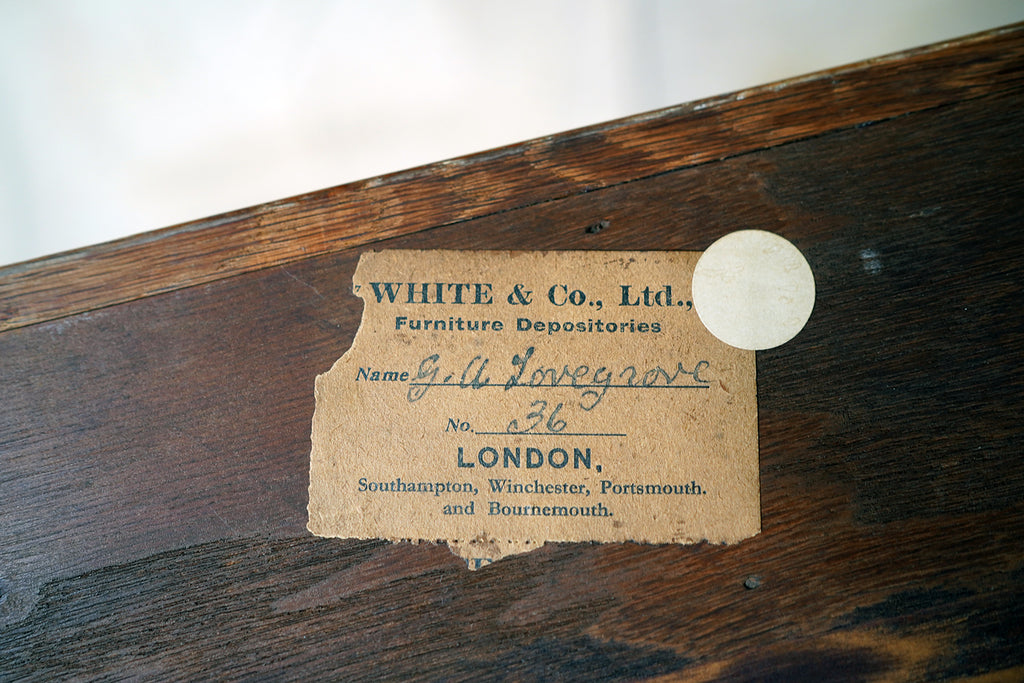 WHITE & Co., Ltd.,
Furniture Depositories
Name G. A. Lovegrove
No. 36
LONDON,
Southampton, Winchester, Portsmouth.
and Bournemouth.